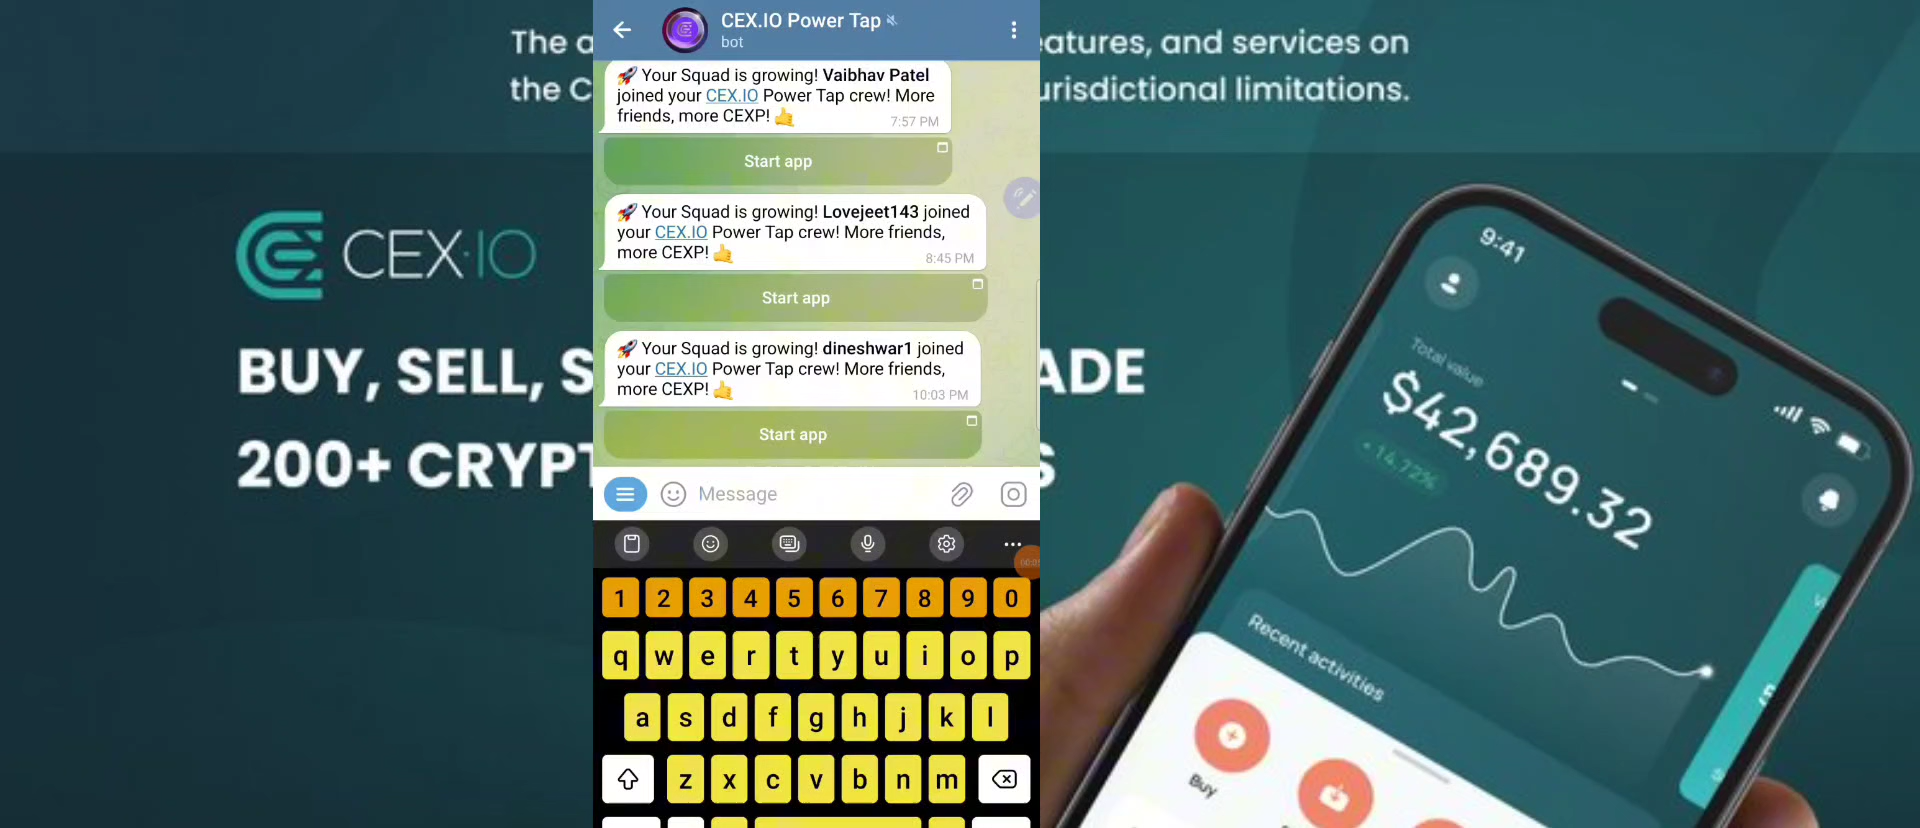 The a
eatures, and services on
the C
urisdictional limitations.
CEX·IO
BUY, SELL, S
ADE
200+ CRYPT
S
CEX.IO Power Tap
bot
🚀 Your Squad is growing! Vaibhav Patel
joined your CEX.IO Power Tap crew! More
friends, more CEXP! 🤙
7:57 PM
Start app
🚀 Your Squad is growing! Lovejeet143 joined
your CEX.IO Power Tap crew! More friends,
more CEXP! 🤙
8:45 PM
Start app
🚀 Your Squad is growing! dineshwar1 joined
your CEX.IO Power Tap crew! More friends,
more CEXP! 🤙
10:03 PM
Start app
Message
1 2 3 4 5 6 7 8 9 0
q w e r t y u i o p
a s d f g h j k l
z x c v b n m
9:41
Total value
$42,689.32
14.72%
Recent activities
Buy